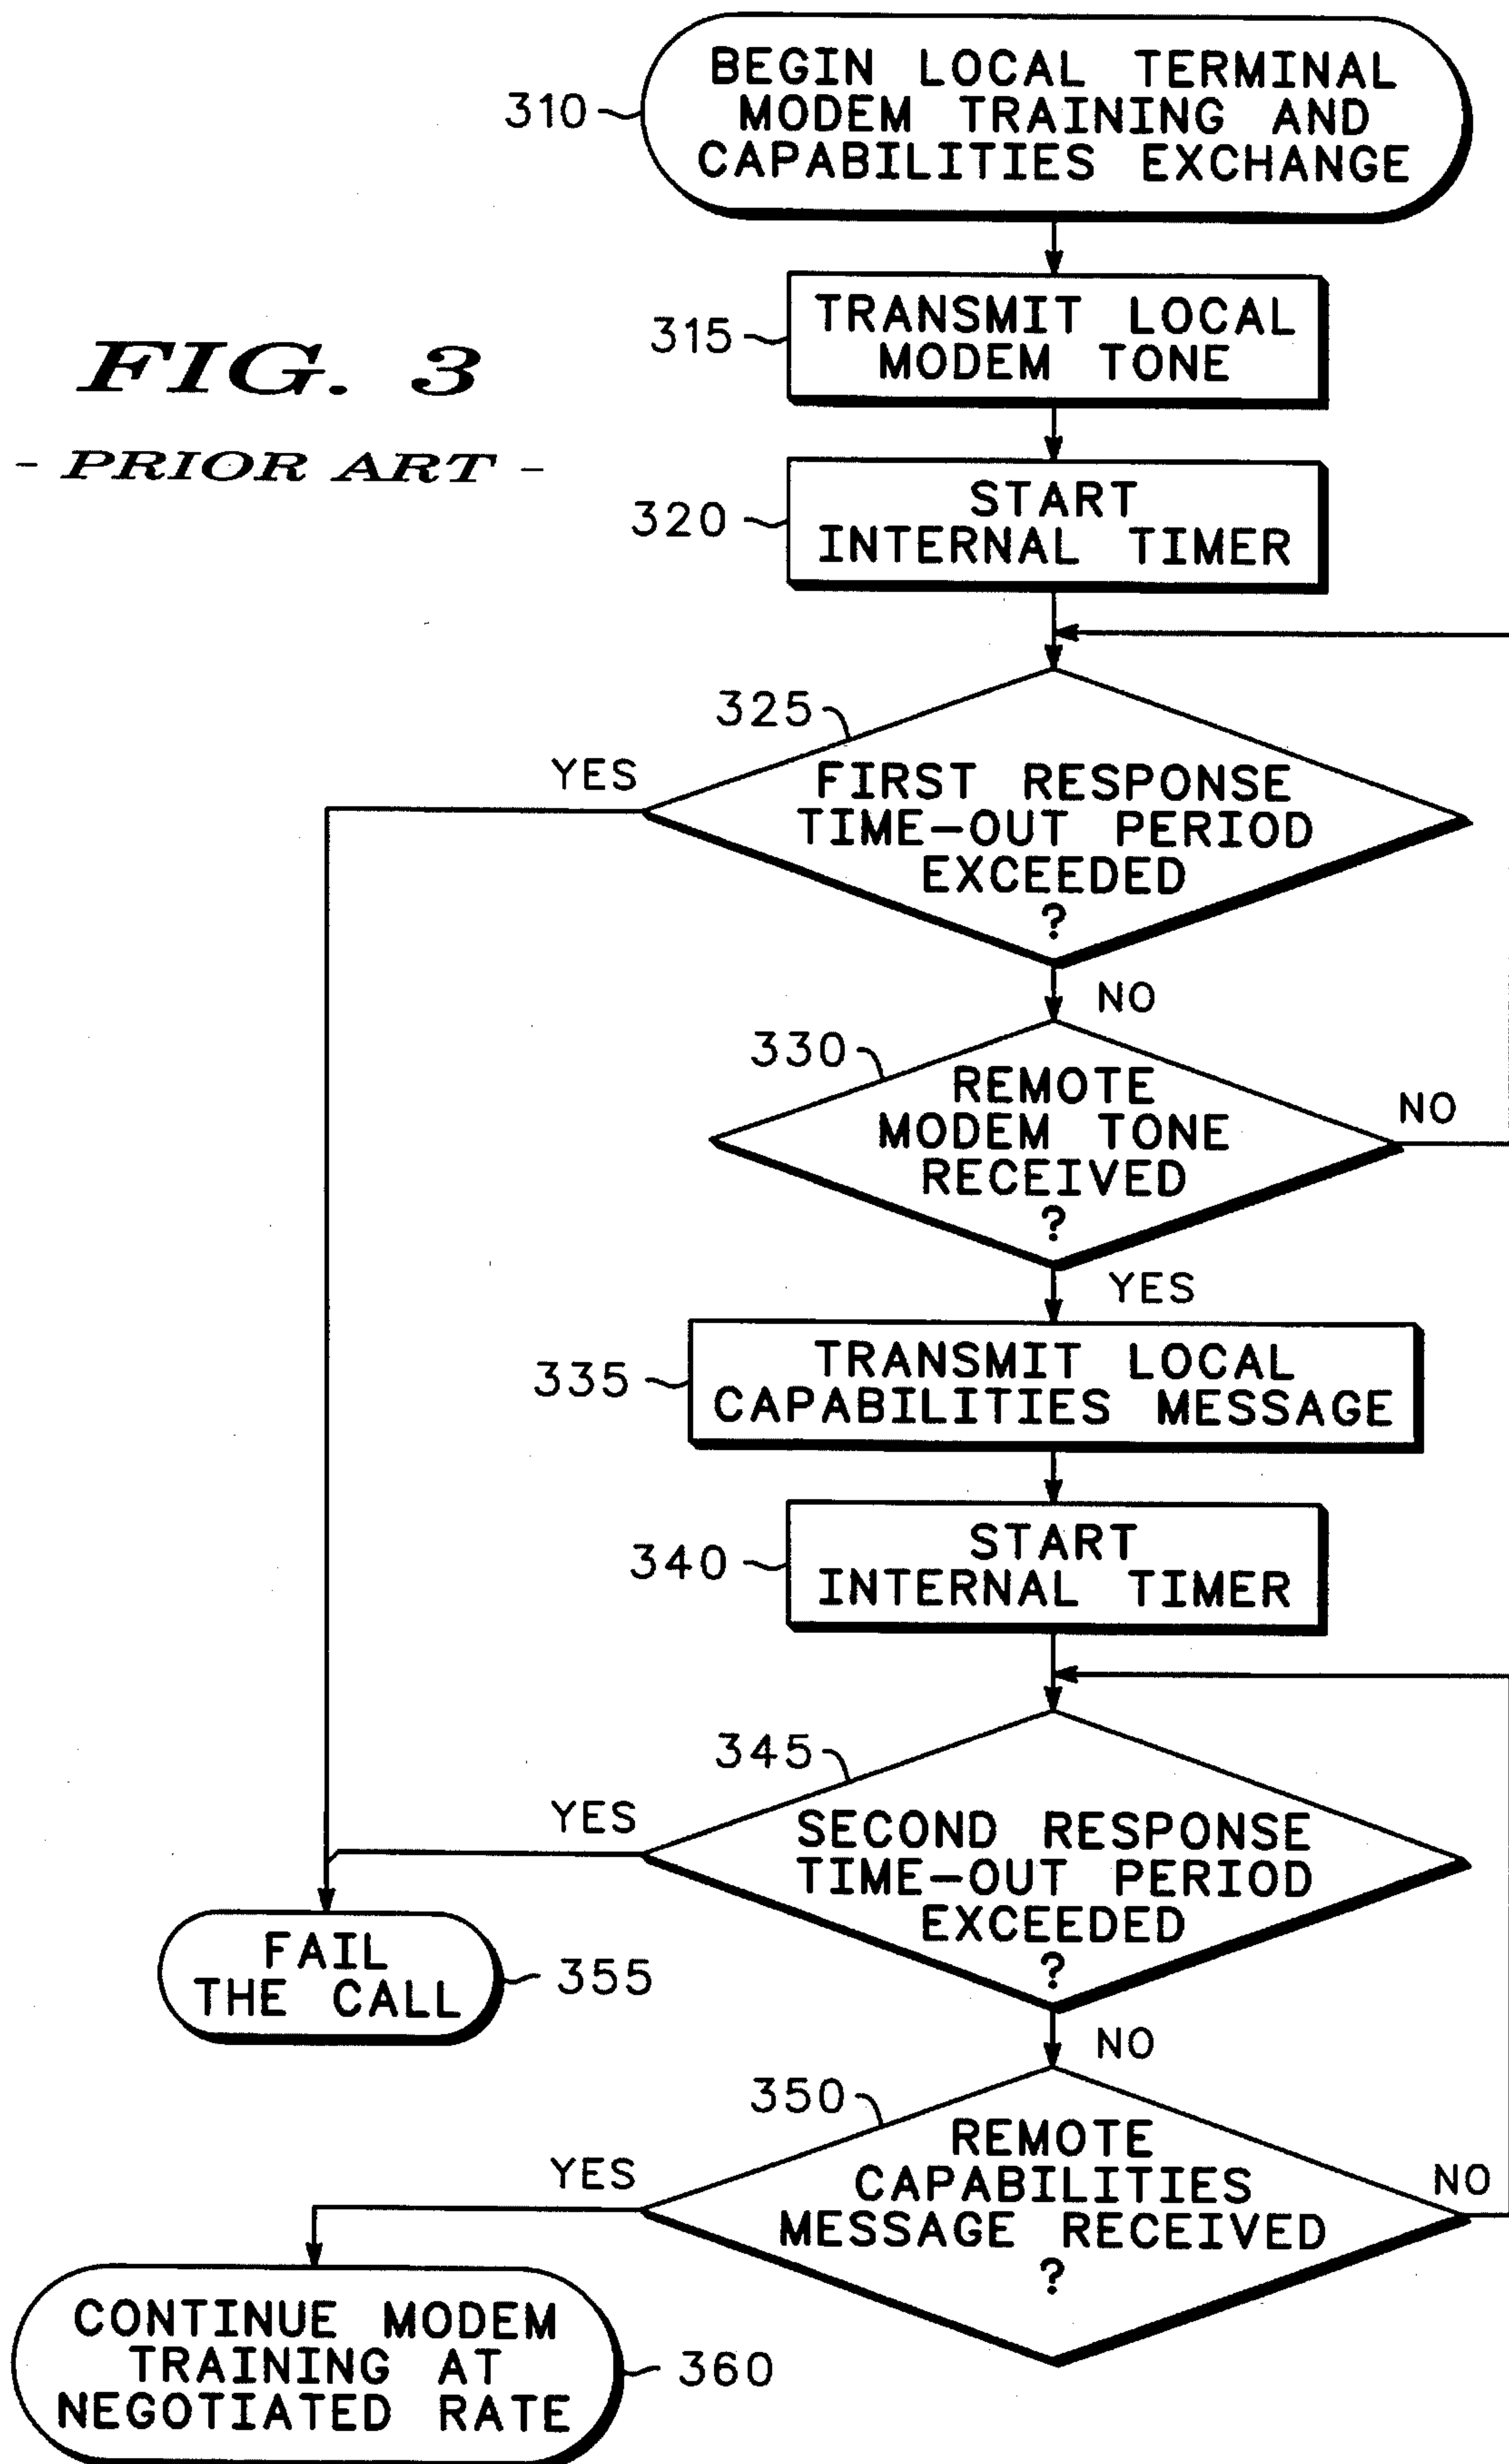 310
BEGIN LOCAL TERMINAL
MODEM TRAINING AND
CAPABILITIES EXCHANGE
315
TRANSMIT LOCAL
MODEM TONE
FIG. 3
- PRIOR ART -
320
START
INTERNAL TIMER
325
YES
FIRST RESPONSE
TIME-OUT PERIOD
EXCEEDED
?
NO
330
REMOTE
MODEM TONE
RECEIVED
?
NO
YES
335
TRANSMIT LOCAL
CAPABILITIES MESSAGE
340
START
INTERNAL TIMER
345
YES
SECOND RESPONSE
TIME-OUT PERIOD
EXCEEDED
?
FAIL
THE CALL
355
NO
350
YES
REMOTE
CAPABILITIES
MESSAGE RECEIVED
?
NO
CONTINUE MODEM
TRAINING AT
NEGOTIATED RATE
360